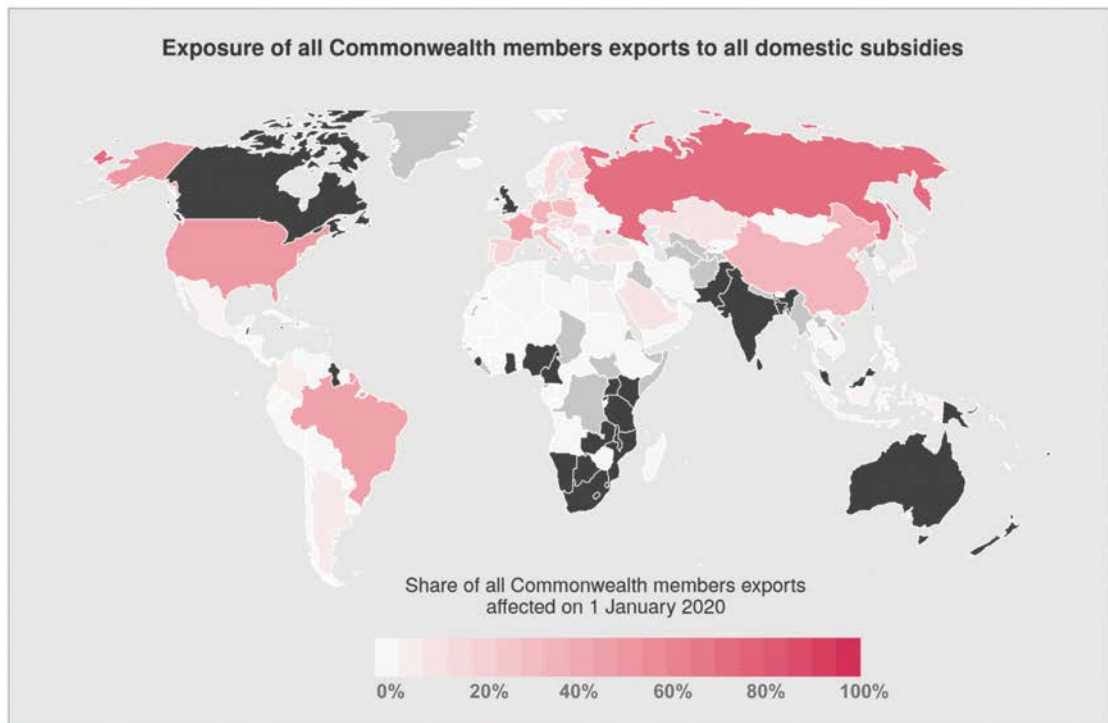 Exposure of all Commonwealth members exports to all domestic subsidies
Share of all Commonwealth members exports
affected on 1 January 2020
0% 20% 40% 60% 80% 100%